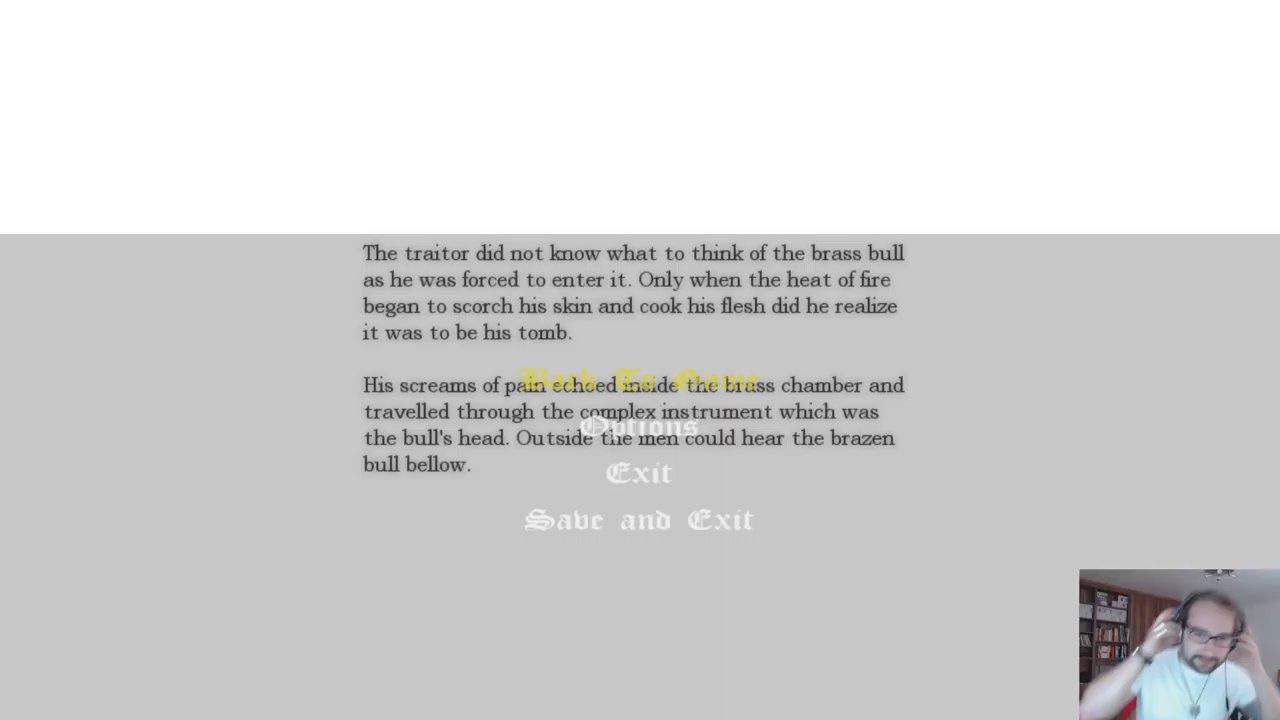 The traitor did not know what to think of the brass bull
as he was forced to enter it. Only when the heat of fire
began to scorch his skin and cook his flesh did he realize
it was to be his tomb.
His screams of pain echoed inside the brass chamber and
Back To Game
travelled through the complex instrument which was
Options
the bull's head. Outside the men could hear the brazen
bull bellow.
Exit
Save and Exit